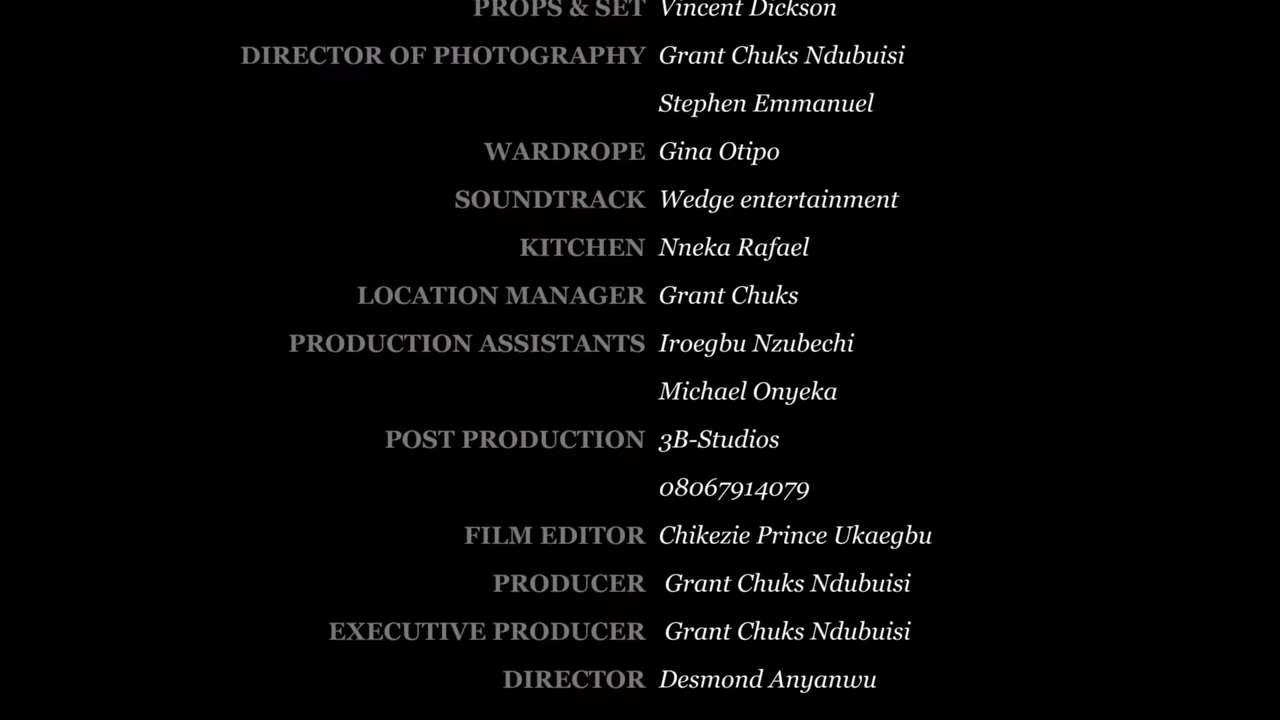 PROPS & SET Vincent Dickson
DIRECTOR OF PHOTOGRAPHY Grant Chuks Ndubuisi
Stephen Emmanuel
WARDROPE Gina Otipo
SOUNDTRACK Wedge entertainment
KITCHEN Nneka Rafael
LOCATION MANAGER Grant Chuks
PRODUCTION ASSISTANTS Iroegbu Nzubechi
Michael Onyeka
POST PRODUCTION 3B-Studios
08067914079
FILM EDITOR Chikezie Prince Ukaegbu
PRODUCER Grant Chuks Ndubuisi
EXECUTIVE PRODUCER Grant Chuks Ndubuisi
DIRECTOR Desmond Anyanwu